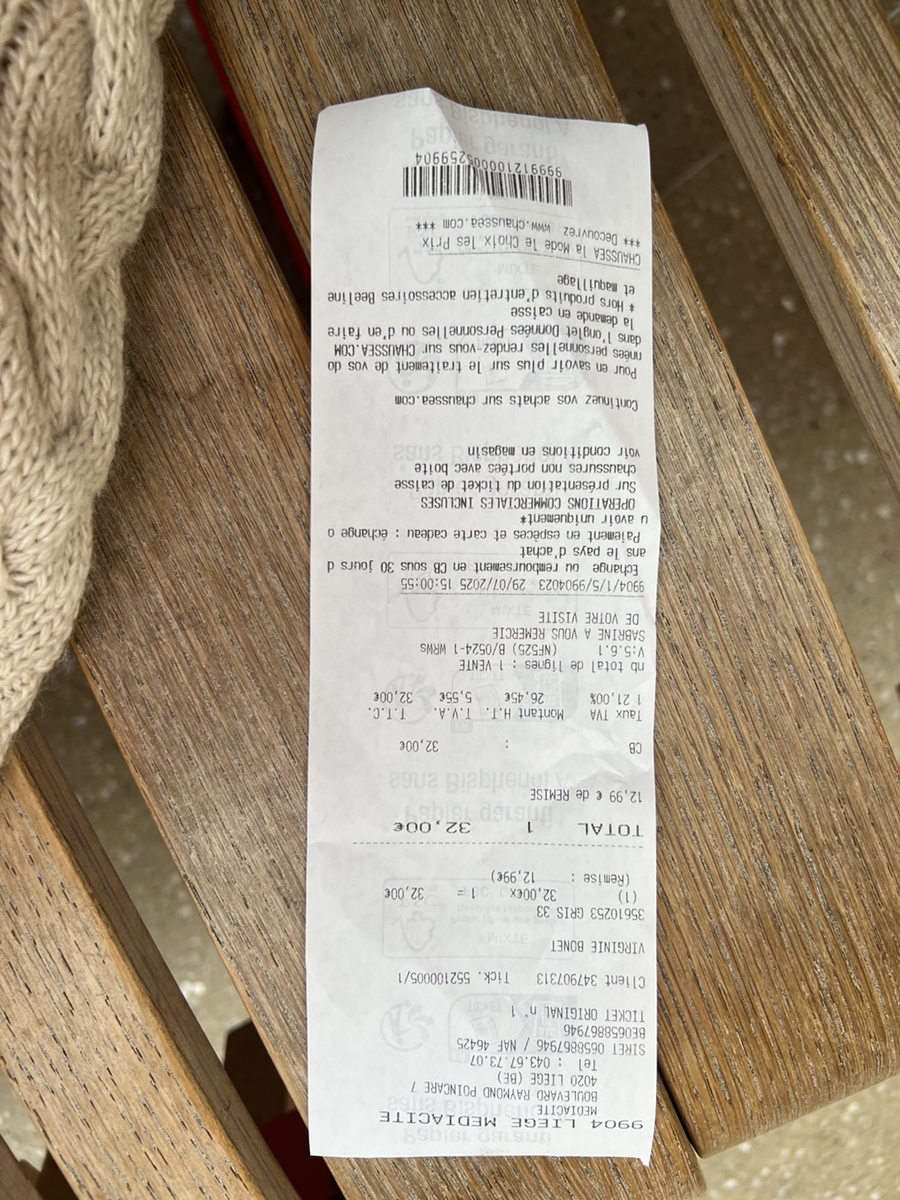 9904 LIEGE MEDIACITE
MEDIACITE
BOULEVARD RAYMOND POINCARE 7
4020 LIEGE (BE)
Tel : 043.67.73.07
SIRET 0658867946 / NAF 46425
BE0658867946
TICKET ORIGINAL n° 1
Client 347907313 Tick. 552100005/1
VIRGINIE BONET
35610253 GRIS 33
(1) 32,00€x 1 = 32,00€
(Remise : 12,99€)
TOTAL 1 32,00€
12,99 € de REMISE
CB : 32,00€
Taux TVA Montant H.T. T.V.A. T.T.C.
1 21,00% 26,45€ 5,55€ 32,00€
nb total de lignes : 1 VENTE
V:5.6.1 (NF525) B/0524-1 WRWS
SABRINE A VOUS REMERCIE
DE VOTRE VISITE
9904/1/5/9904023 29/07/2025 15:00:55
Echange ou remboursement en CB sous 30 jours d
ans le pays d'achat
Paiement en espèces et carte cadeau : échange o
u avoir uniquement*
OPERATIONS COMMERCIALES INCLUSES
Sur présentation du ticket de caisse
chaussures non portées avec boîte
voir conditions en magasin
Continuez vos achats sur chaussea.com
Pour en savoir plus sur le traitement de vos do
nnées personnelles rendez-vous sur CHAUSSEA.COM
dans l'onglet Données Personnelles ou d'en faire
la demande en caisse
* Hors produits d'entretien accessoires Beeline
et maquillage
CHAUSSEA la Mode le Choix les Prix
*** Découvrez www.chaussea.com ***
9999121000005259904
Papier garanti
sans Bisphénol A